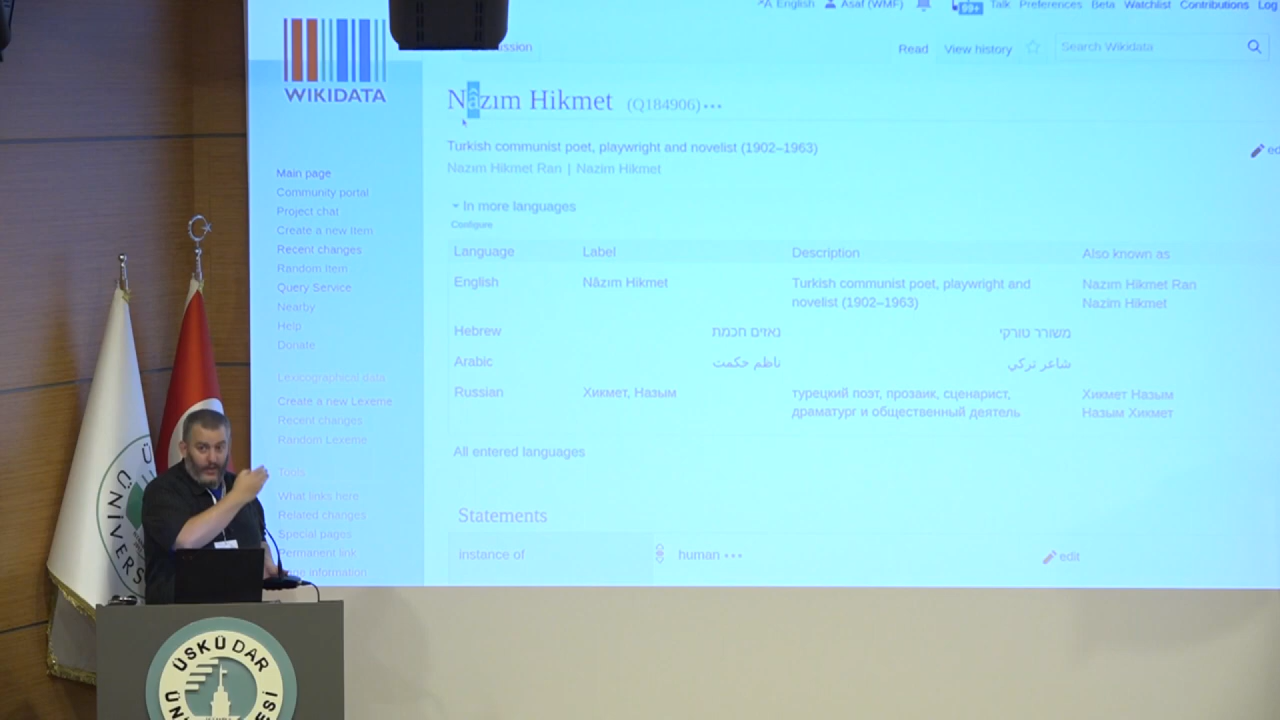 English Asaf (WMF) 99+ Talk Preferences Beta Watchlist Contributions Log
Read View history Search Wikidata
WIKIDATA
Nâzım Hikmet (Q184906)
Turkish communist poet, playwright and novelist (1902–1963)
Nazım Hikmet Ran | Nazim Hikmet
In more languages
Configure
Language Label Description Also known as
English Nâzım Hikmet Turkish communist poet, playwright and novelist (1902–1963) Nazım Hikmet Ran
Nazim Hikmet
Hebrew נאזים חכמת משורר טורקי
Arabic ناظم حكمت شاعر تركي
Russian Хикмет, Назым турецкий поэт, прозаик, сценарист, драматург и общественный деятель Хикмет Назым
Назым Хикмет
All entered languages
Statements
instance of human edit
Main page
Community portal
Project chat
Create a new Item
Recent changes
Random Item
Query Service
Nearby
Help
Donate
Lexicographical data
Create a new Lexeme
Recent changes
Random Lexeme
Tools
What links here
Related changes
Special pages
Permanent link
information
ÜSKÜDAR